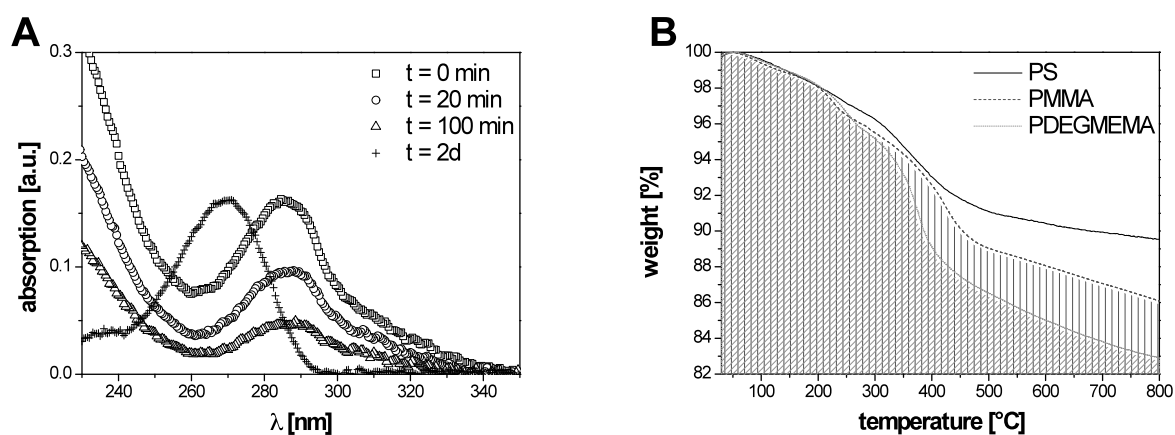 A
absorption [a.u.]
0.3
0.2
0.1
0.0
t = 0 min
t = 20 min
t = 100 min
t = 2d
240 260 280 300 320 340
λ [nm]
B
weight [%]
100
98
96
94
92
90
88
86
84
82
PS
PMMA
PDEGMEMA
100 200 300 400 500 600 700 800
temperature [°C]